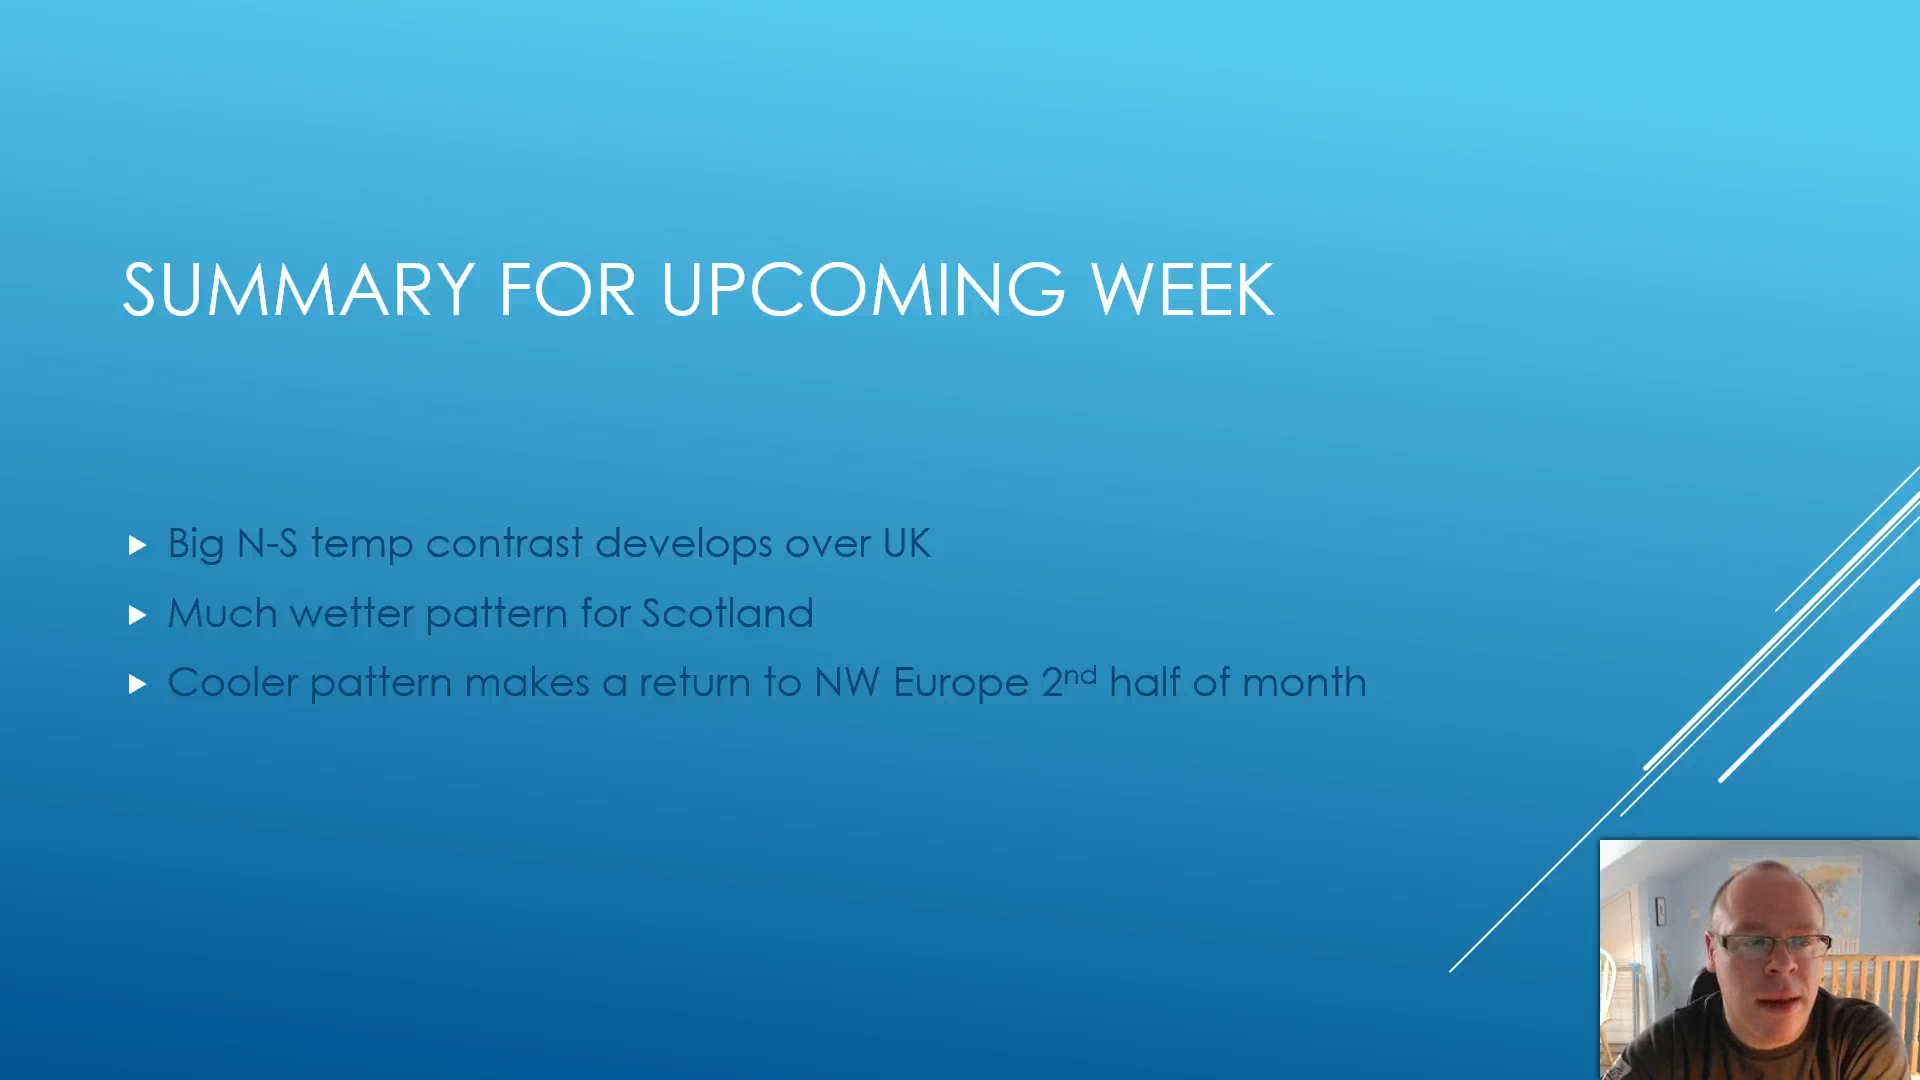 SUMMARY FOR UPCOMING WEEK
Big N-S temp contrast develops over UK
Much wetter pattern for Scotland
Cooler pattern makes a return to NW Europe 2nd half of month